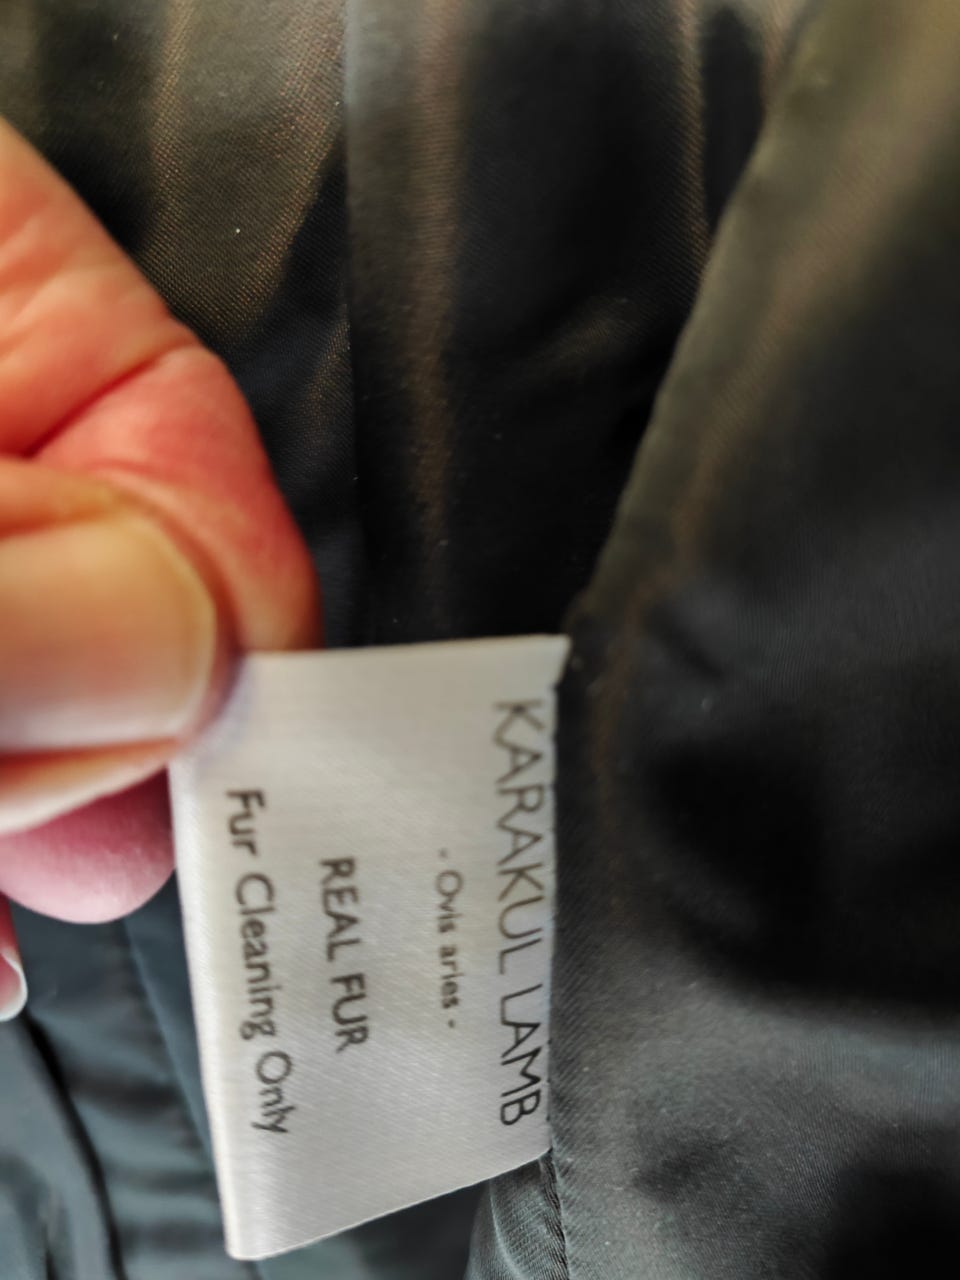 KARAKUL LAMB
- Ovis aries -
REAL FUR
Fur Cleaning Only